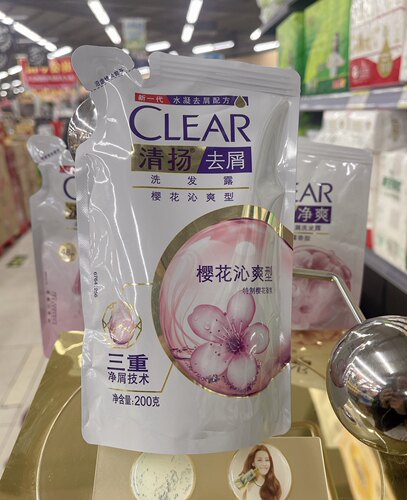 新一代 水凝去屑配方
CLEAR
清扬® 去屑
洗发露
樱花沁爽型
樱花沁爽型
三重
净屑技术
净含量:200克
CLEAR
净爽